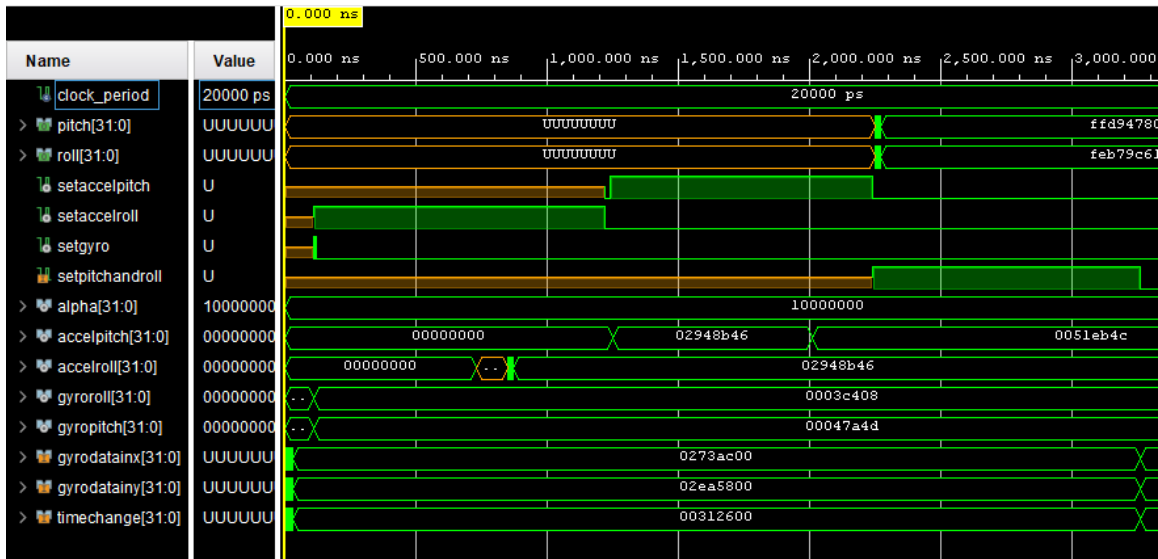 0.000 ns
Name Value 0.000 ns 500.000 ns 1,000.000 ns 1,500.000 ns 2,000.000 ns 2,500.000 ns 3,000.000
clock_period 20000 ps 20000 ps
pitch[31:0] UUUUUU UUUUUUUU ffd94780
roll[31:0] UUUUUU UUUUUUUU feb79c61
setaccelpitch U
setaccelroll U
setgyro U
setpitchandroll U
alpha[31:0] 10000000 10000000
accelpitch[31:0] 00000000 00000000 02948b46 0051eb4c
accelroll[31:0] 00000000 00000000 .. 02948b46
gyroroll[31:0] 00000000 .. 0003c408
gyropitch[31:0] 00000000 .. 00047a4d
gyrodatainx[31:0] UUUUUU 0273ac00
gyrodatainy[31:0] UUUUUU 02ea5800
timechange[31:0] UUUUUU 00312600